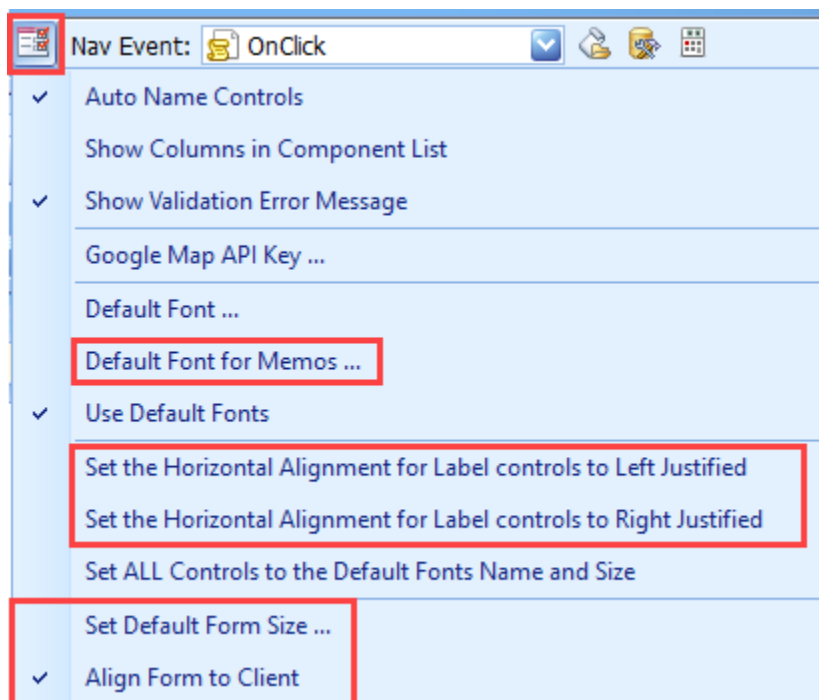 Nav Event: OnClick
Auto Name Controls
Show Columns in Component List
Show Validation Error Message
Google Map API Key ...
Default Font ...
Default Font for Memos ...
Use Default Fonts
Set the Horizontal Alignment for Label controls to Left Justified
Set the Horizontal Alignment for Label controls to Right Justified
Set ALL Controls to the Default Fonts Name and Size
Set Default Form Size ...
Align Form to Client